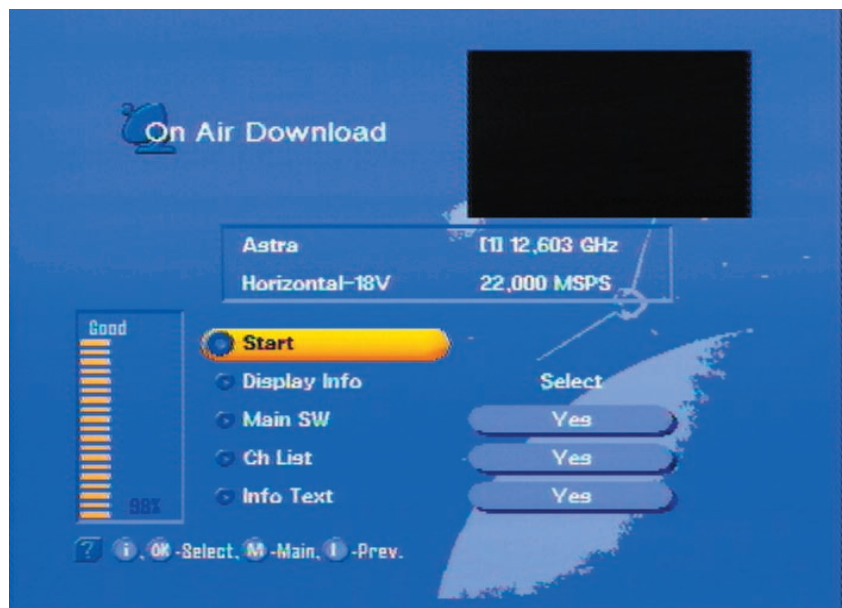 On Air Download
Astra [1] 12,603 GHz
Horizontal-18V 22,000 MSPS
Good
Start
Display Info Select
Main SW Yes
Ch List Yes
Info Text Yes
98%
? i, OK -Select, M -Main, I -Prev.